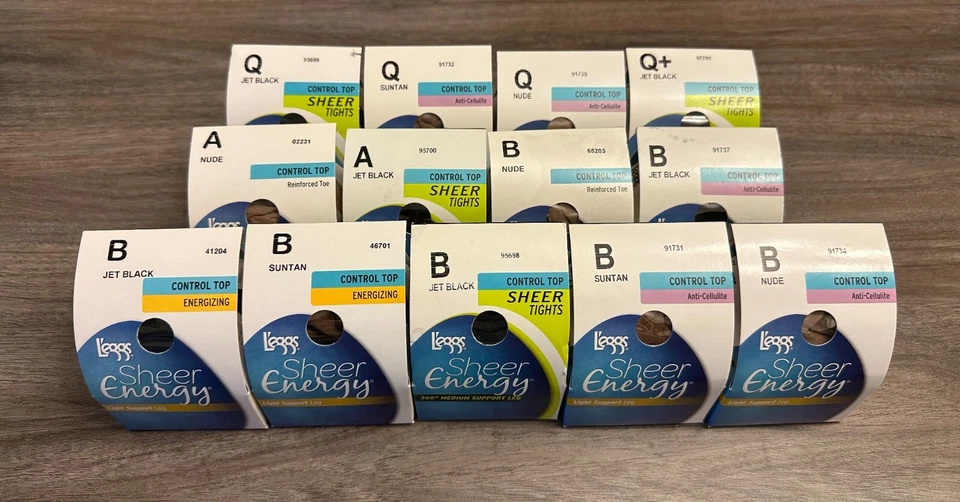 Q
JET BLACK
95699
CONTROL TOP
SHEER
TIGHTS
Q
SUNTAN
91732
CONTROL TOP
Anti-Cellulite
Q
NUDE
91735
CONTROL TOP
Anti-Cellulite
Q+
JET BLACK
CONTROL TOP
SHEER
TIGHTS
A
NUDE
02231
CONTROL TOP
Reinforced Toe
L'eggs
A
JET BLACK
95700
CONTROL TOP
SHEER
TIGHTS
B
NUDE
65203
CONTROL TOP
Reinforced Toe
B
JET BLACK
91737
CONTROL TOP
Anti-Cellulite
B
JET BLACK
41204
CONTROL TOP
ENERGIZING
L'eggs
Sheer
Energy
Light Support Leg
B
SUNTAN
46701
CONTROL TOP
ENERGIZING
L'eggs
Sheer
Energy
Light Support Leg
B
JET BLACK
95698
CONTROL TOP
SHEER
TIGHTS
L'eggs
Sheer
Energy®
360° MEDIUM SUPPORT LEG
B
SUNTAN
91731
CONTROL TOP
Anti-Cellulite
L'eggs
Sheer
Energy®
Light Support Leg
B
NUDE
91734
CONTROL TOP
Anti-Cellulite
L'eggs
Sheer
Energy®
Light Support Leg